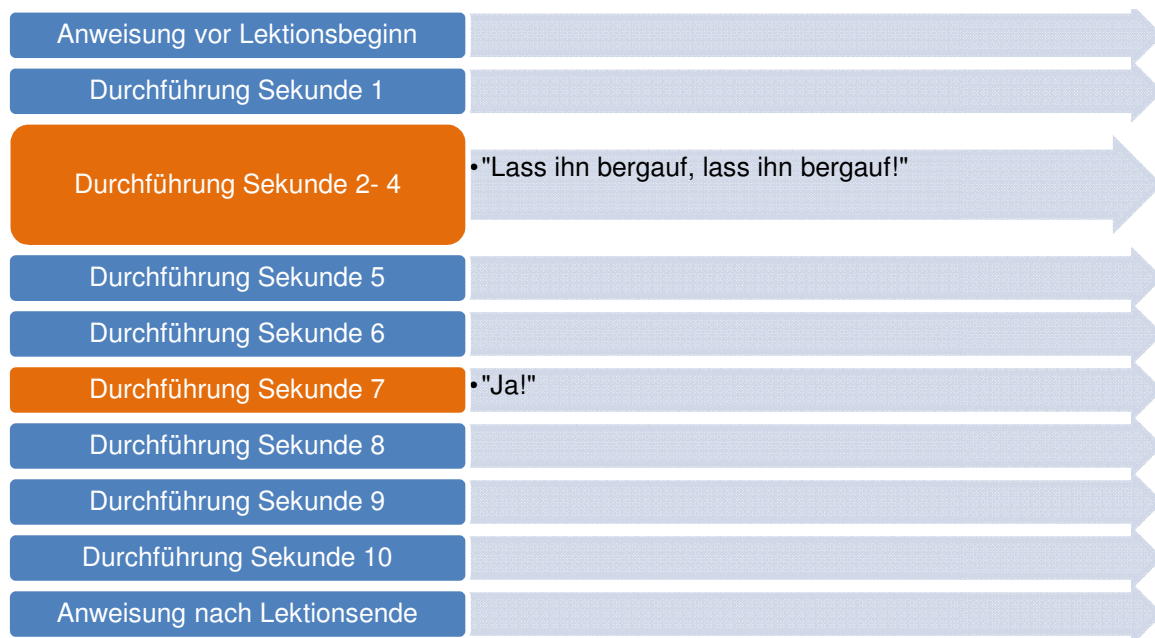 Anweisung vor Lektionsbeginn
Durchführung Sekunde 1
Durchführung Sekunde 2- 4
•"Lass ihn bergauf, lass ihn bergauf!"
Durchführung Sekunde 5
Durchführung Sekunde 6
Durchführung Sekunde 7
•"Ja!"
Durchführung Sekunde 8
Durchführung Sekunde 9
Durchführung Sekunde 10
Anweisung nach Lektionsende